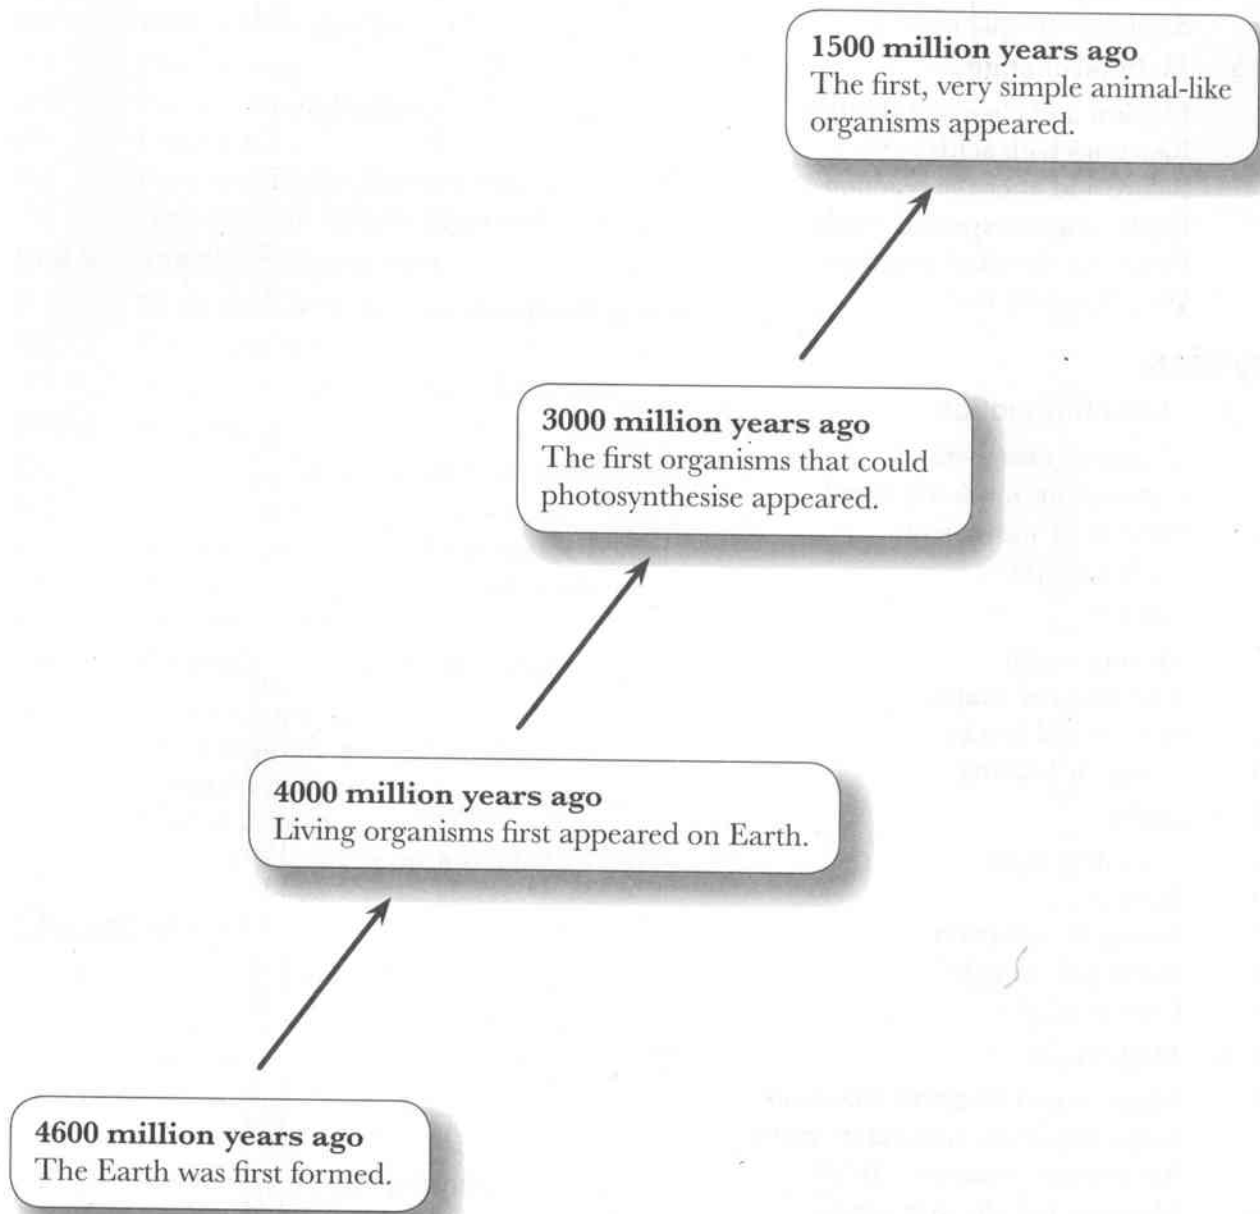 1500 million years ago
The first, very simple animal-like
organisms appeared.
3000 million years ago
The first organisms that could
photosynthesise appeared.
4000 million years ago
Living organisms first appeared on Earth.
4600 million years ago
The Earth was first formed.